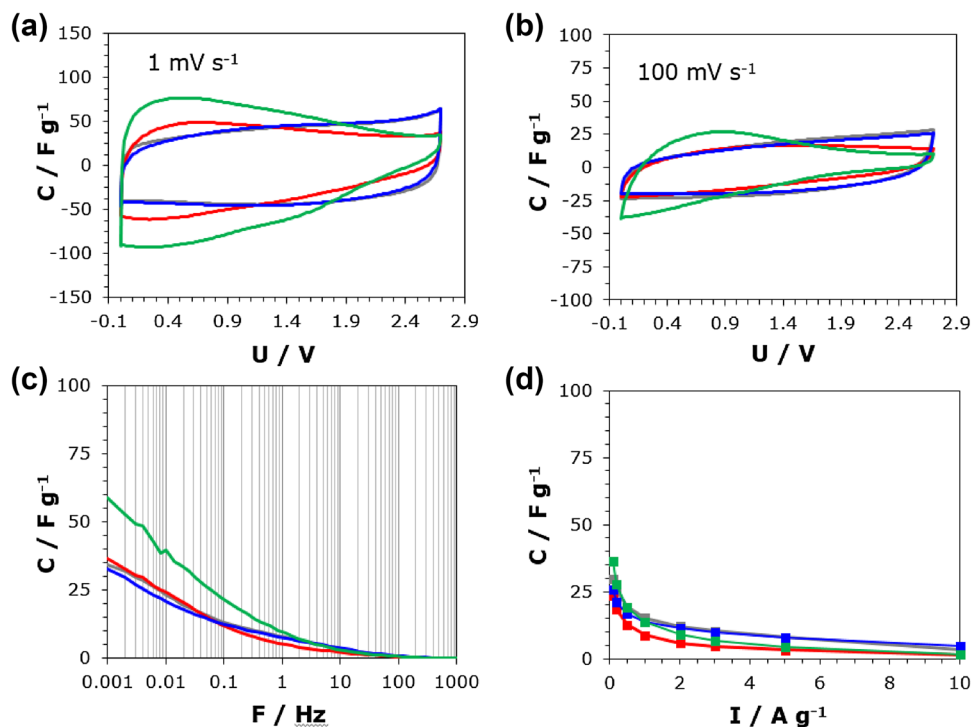 (a)
150
100
50
0
-50
-100
-150
C / F g⁻¹
1 mV s⁻¹
-0.1 0.4 0.9 1.4 1.9 2.4 2.9
U / V
(b)
100
75
50
25
0
-25
-50
-75
-100
C / F g⁻¹
100 mV s⁻¹
-0.1 0.4 0.9 1.4 1.9 2.4 2.9
U / V
(c)
100
75
50
25
0
C / F g⁻¹
0.001 0.01 0.1 1 10 100 1000
F / Hz
(d)
100
75
50
25
0
C / F g⁻¹
0 2 4 6 8 10
I / A g⁻¹